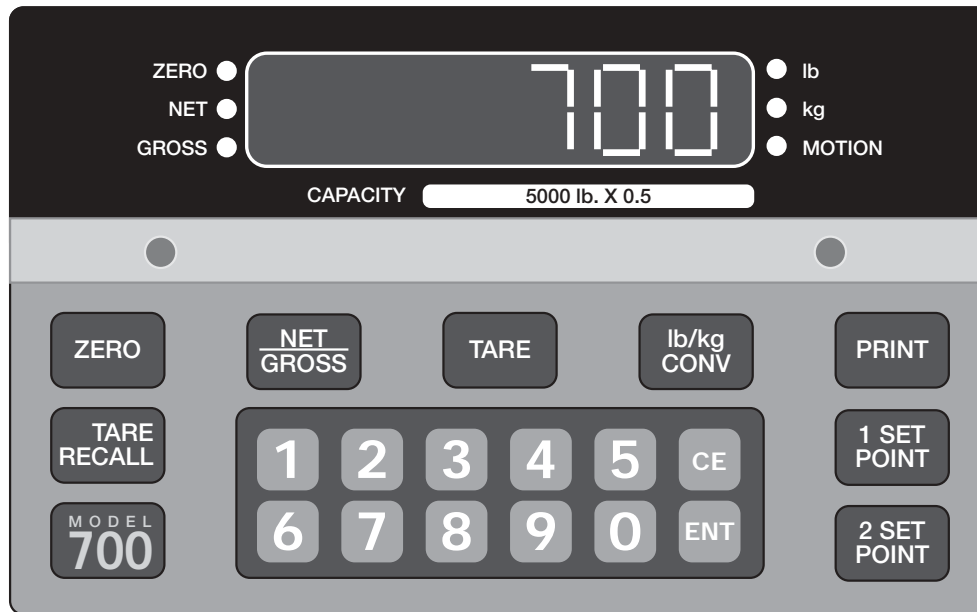 ZERO
NET
GROSS
700
lb
kg
MOTION
CAPACITY 5000 lb. X 0.5
ZERO
NET
GROSS
TARE
lb/kg
CONV
PRINT
TARE
RECALL
1 2 3 4 5 CE
1 SET
POINT
MODEL
700
6 7 8 9 0 ENT
2 SET
POINT